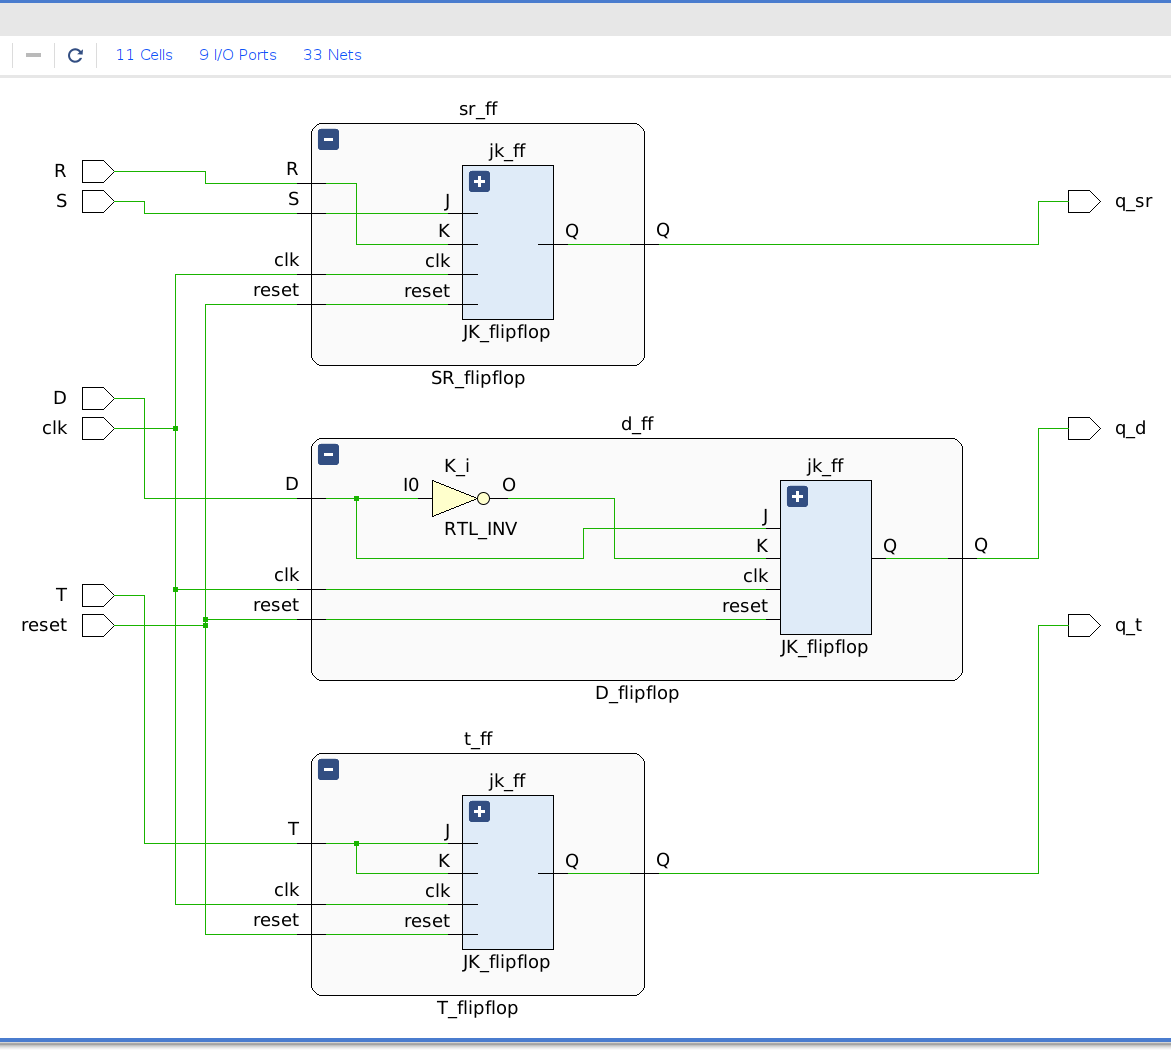 11 Cells 9 I/O Ports 33 Nets
sr_ff
jk_ff
R R
S S J
K Q Q q_sr
clk clk
reset reset
JK_flipflop
SR_flipflop
D
clk q_d
d_ff
K_i jk_ff
D I0 O
RTL_INV J
K Q Q
clk clk
reset reset
JK_flipflop
D_flipflop
T
reset q_t
t_ff
jk_ff
T J
K Q Q
clk clk
reset reset
JK_flipflop
T_flipflop